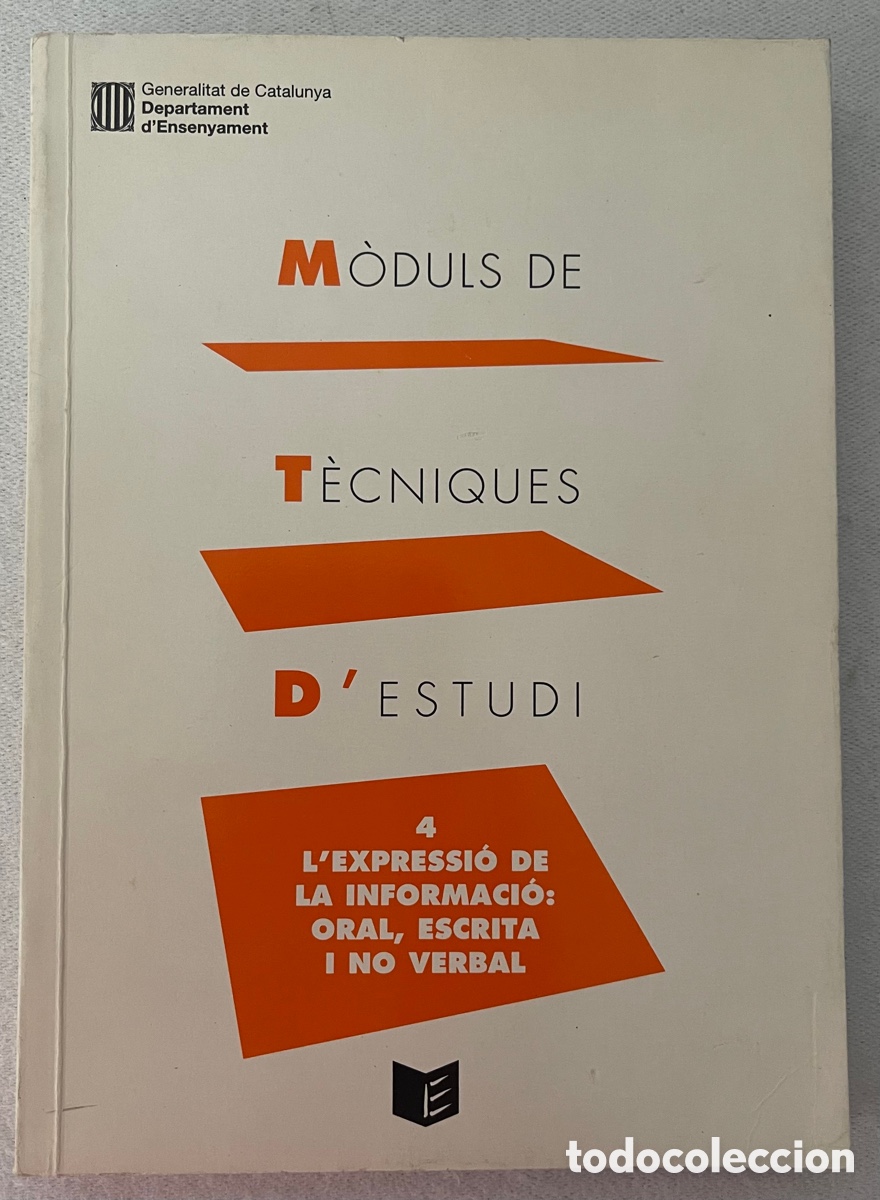 Generalitat de Catalunya
Departament
d'Ensenyament
MÒDULS DE
TÈCNIQUES
D'ESTUDI
4
L'EXPRESSIÓ DE
LA INFORMACIÓ:
ORAL, ESCRITA
I NO VERBAL
todocoleccion